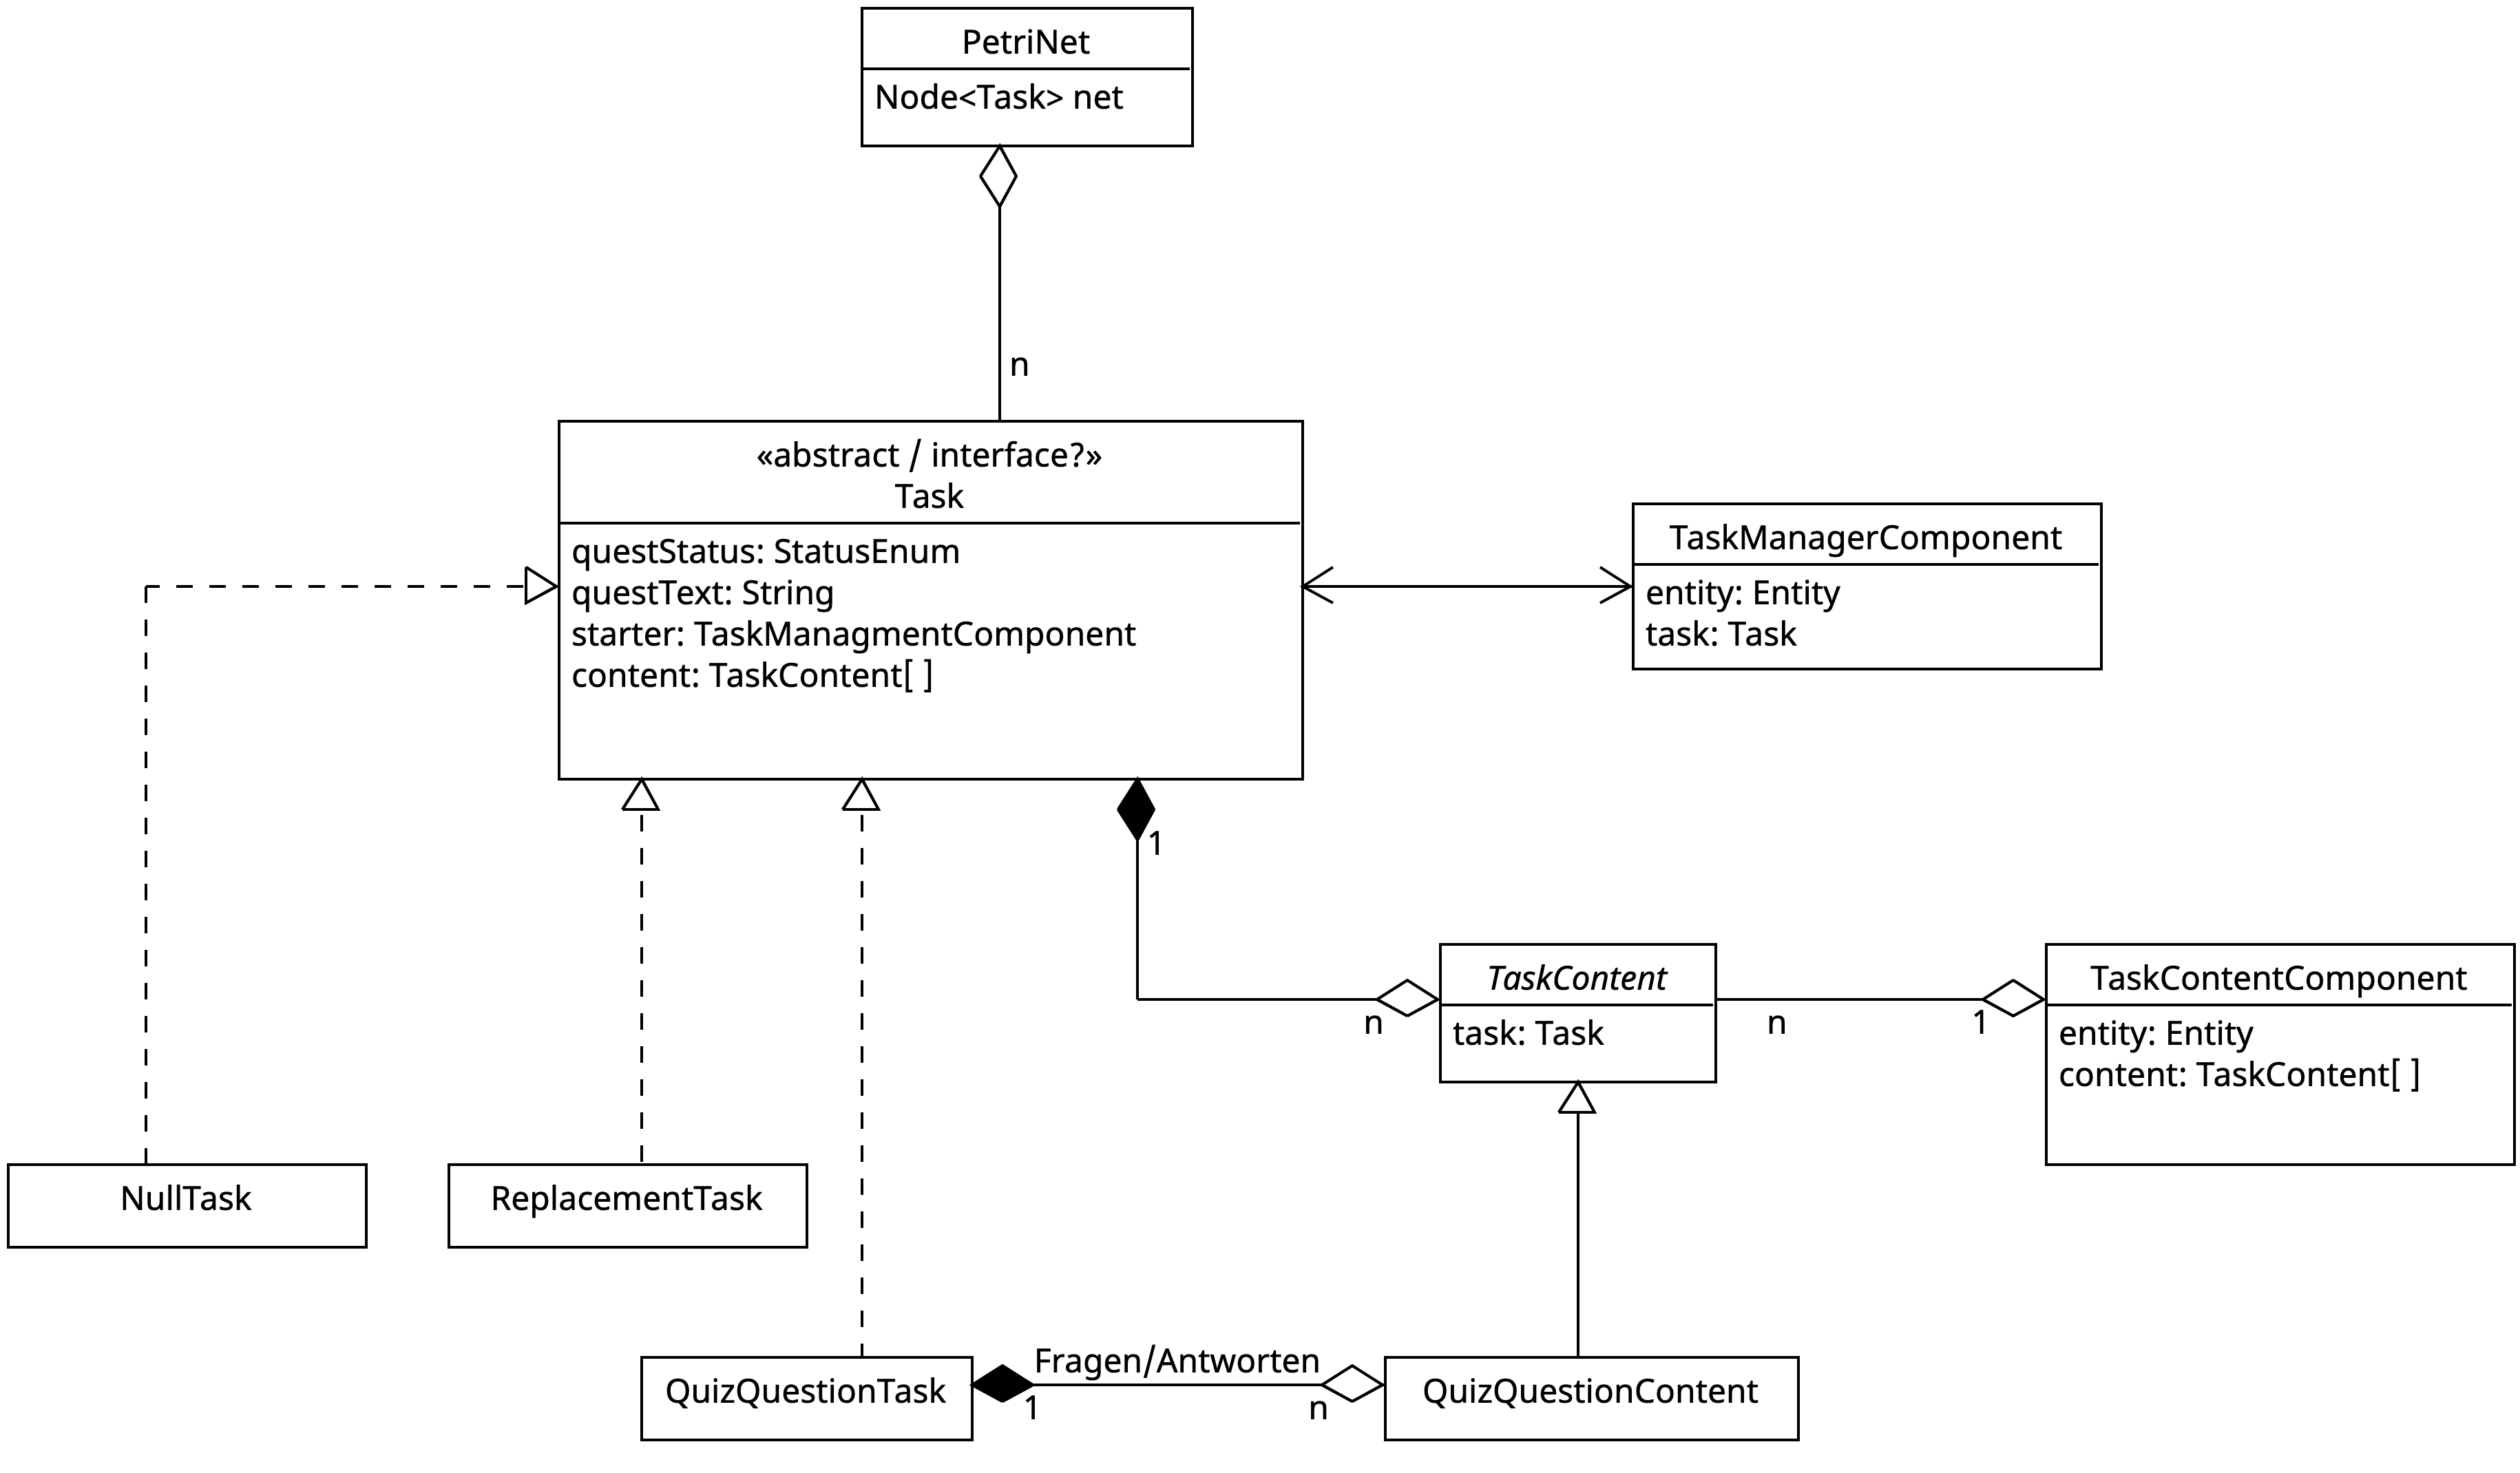 PetriNet
Node<Task> net
n
«abstract / interface?»
Task
questStatus: StatusEnum
questText: String
starter: TaskManagmentComponent
content: TaskContent[ ]
TaskManagerComponent
entity: Entity
task: Task
1
n
TaskContent
task: Task
n
1
TaskContentComponent
entity: Entity
content: TaskContent[ ]
NullTask
ReplacementTask
QuizQuestionTask
Fragen/Antworten
1
n
QuizQuestionContent